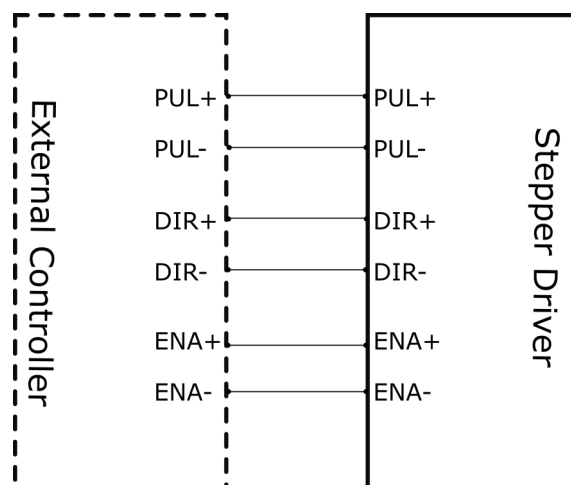 External Controller
PUL+
PUL-
DIR+
DIR-
ENA+
ENA-
PUL+
PUL-
DIR+
DIR-
ENA+
ENA-
Stepper Driver